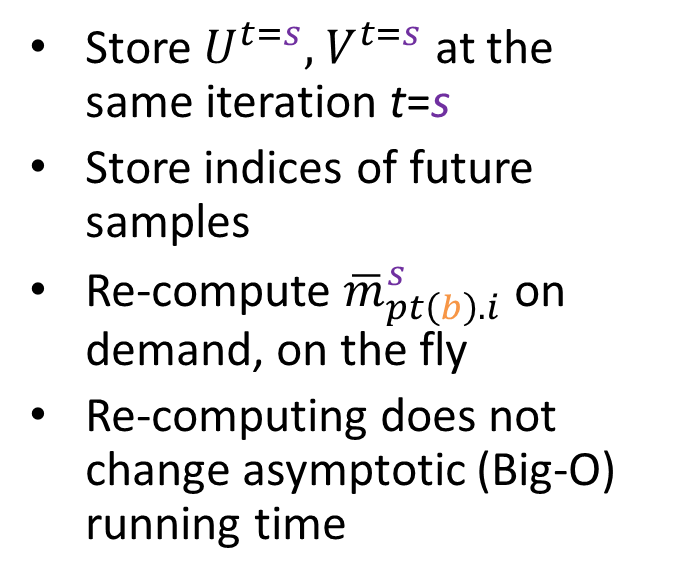 • Store U^{t=s}, V^{t=s} at the
same iteration t=s
• Store indices of future
samples
• Re-compute m̅^s_{pt(b).i} on
demand, on the fly
• Re-computing does not
change asymptotic (Big-O)
running time